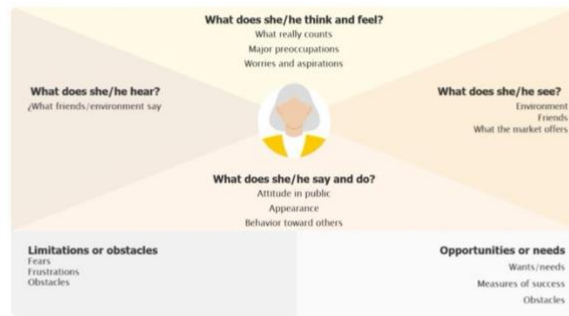 What does she/he think and feel?
What really counts
Major preoccupations
Worries and aspirations
What does she/he hear?
¿What friends/environment say
What does she/he see?
Environment
Friends
What the market offers
What does she/he say and do?
Attitude in public
Appearance
Behavior toward others
Limitations or obstacles
Fears
Frustrations
Obstacles
Opportunities or needs
Wants/needs
Measures of success
Obstacles